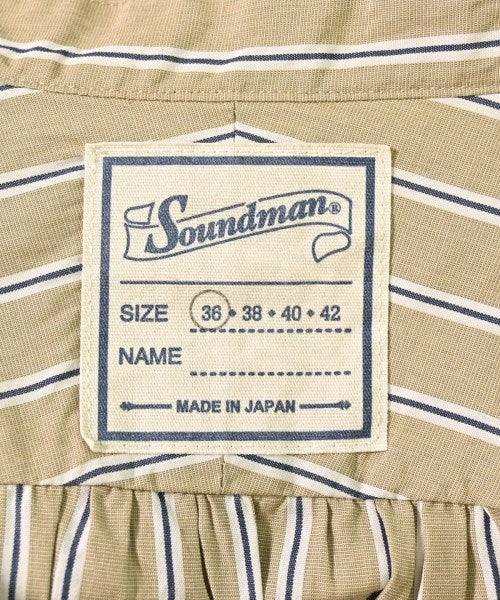 Soundman®
SIZE 36 • 38 • 40 • 42
NAME
MADE IN JAPAN